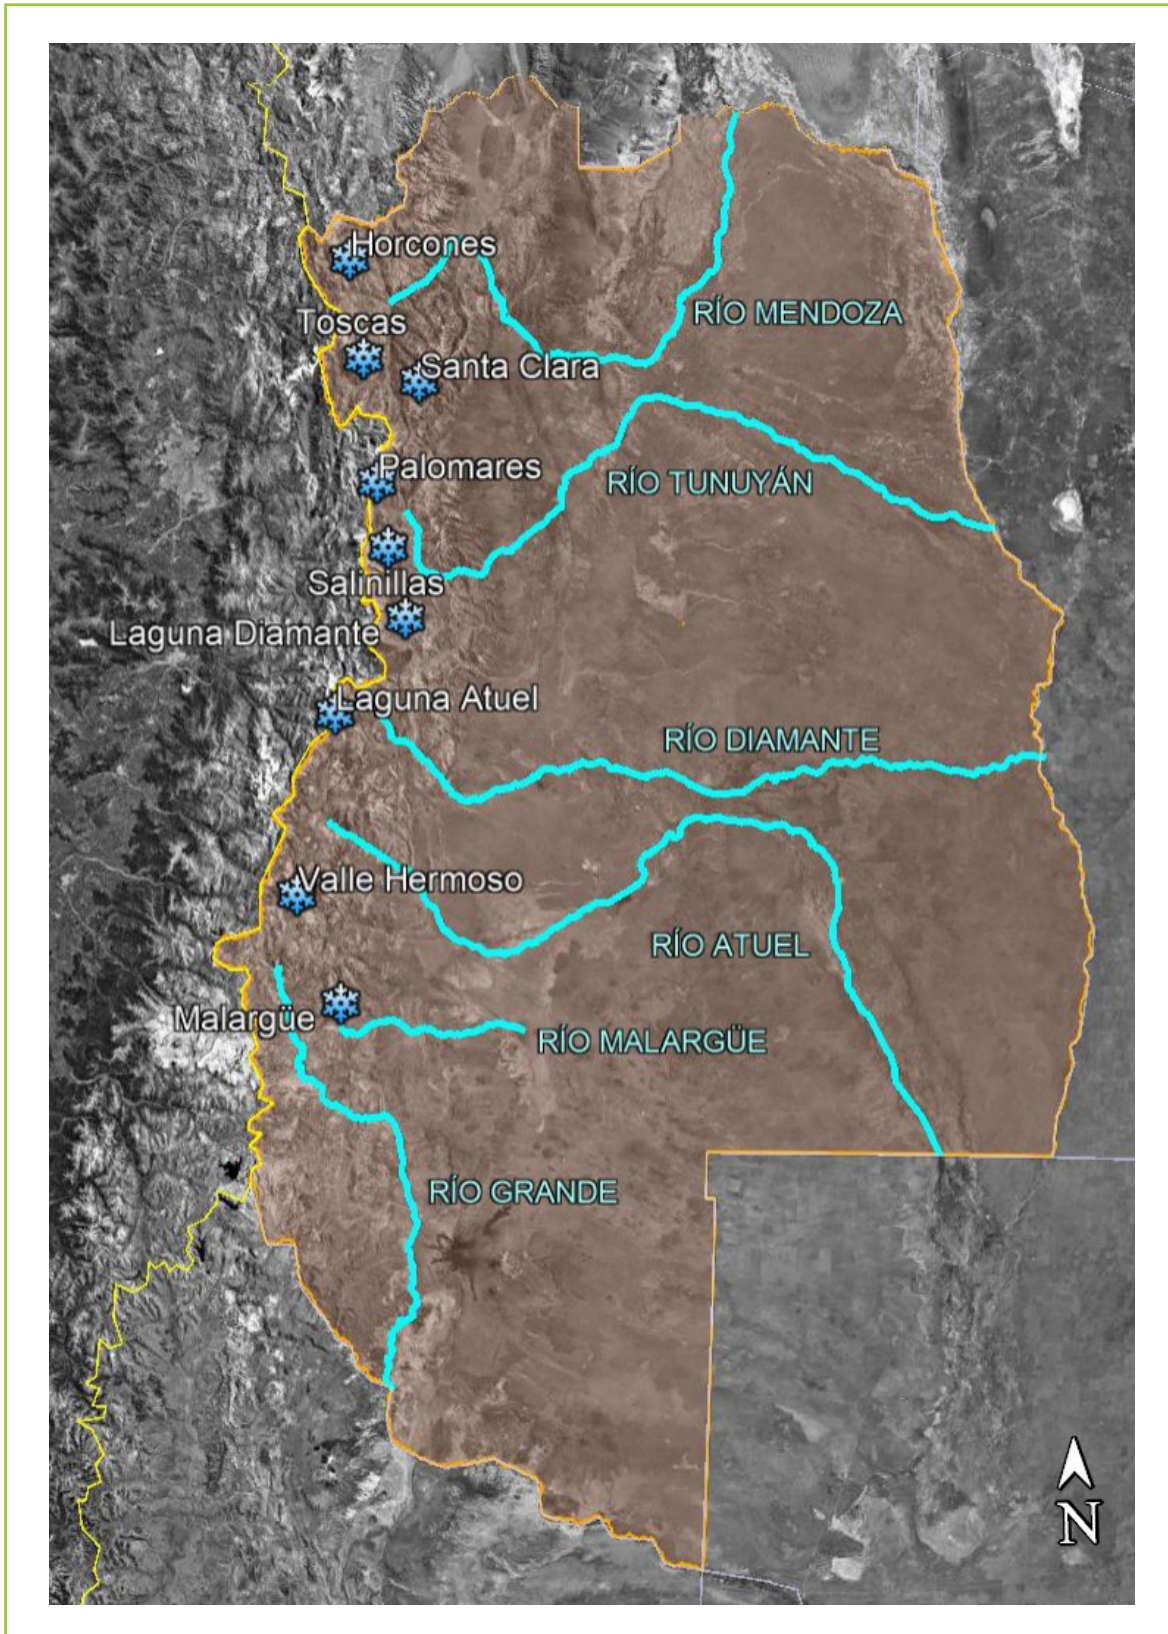 Horcones
RÍO MENDOZA
Toscas
Santa Clara
Palomares
RÍO TUNUYÁN
Salinillas
Laguna Diamante
Laguna Atuel
RÍO DIAMANTE
Valle Hermoso
RÍO ATUEL
Malargüe
RÍO MALARGÜE
RÍO GRANDE
N